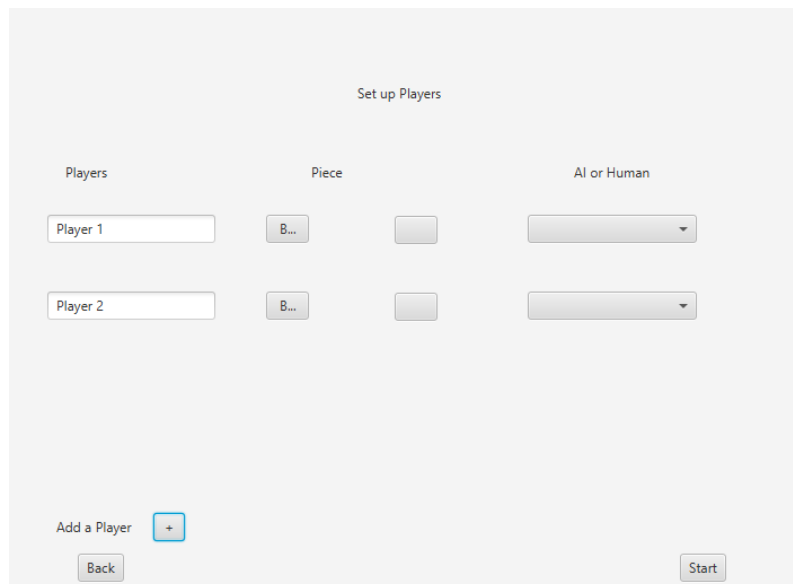 Set up Players
Players Piece AI or Human
Player 1 B...
Player 2 B...
Add a Player +
Back Start